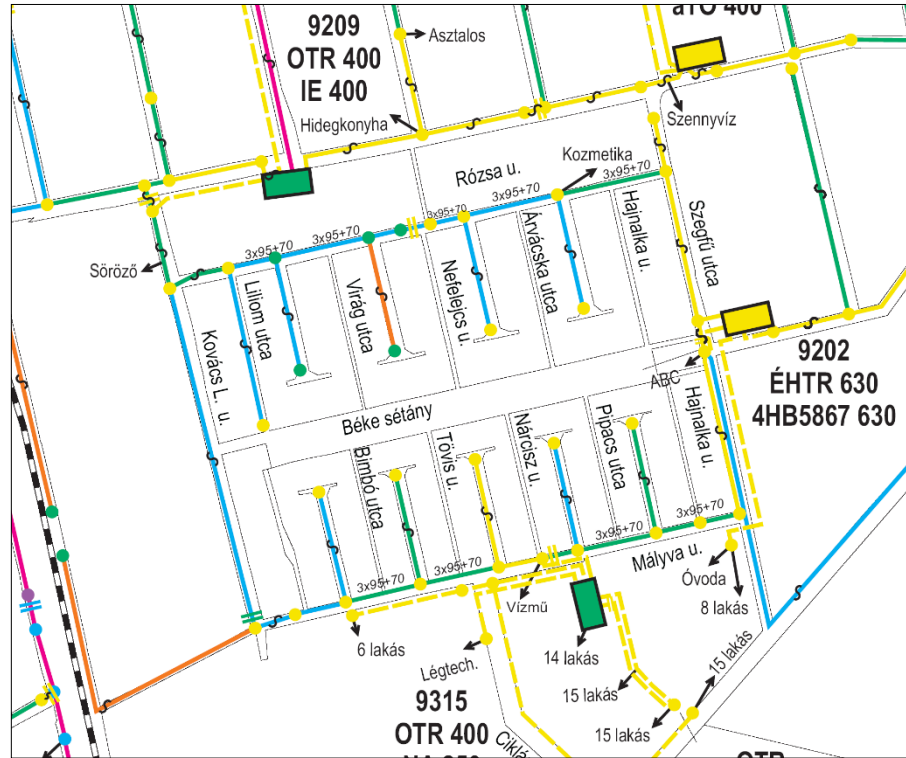 aTO 400
9209
OTR 400
IE 400
Asztalos
Hidegkonyha
Szennyvíz
Rózsa u.
Kozmetika
3x95+70
3x95+70
3x95+70
3x95+70
3x95+70
Söröző
Liliom utca
Virág utca
Nefelejcs u.
Árvácska utca
Hajnalka u.
Szegfű utca
Kovács L. u.
Béke sétány
ABC
9202
ÉHTR 630
4HB5867 630
Bimbó utca
Tövis u.
Nárcisz u.
Pipacs utca
Hajnalka u.
3x95+70
3x95+70
3x95+70
3x95+70
Mályva u.
Óvoda
8 lakás
Vízmű
6 lakás
Légtech.
14 lakás
15 lakás
15 lakás
15 lakás
9315
OTR 400